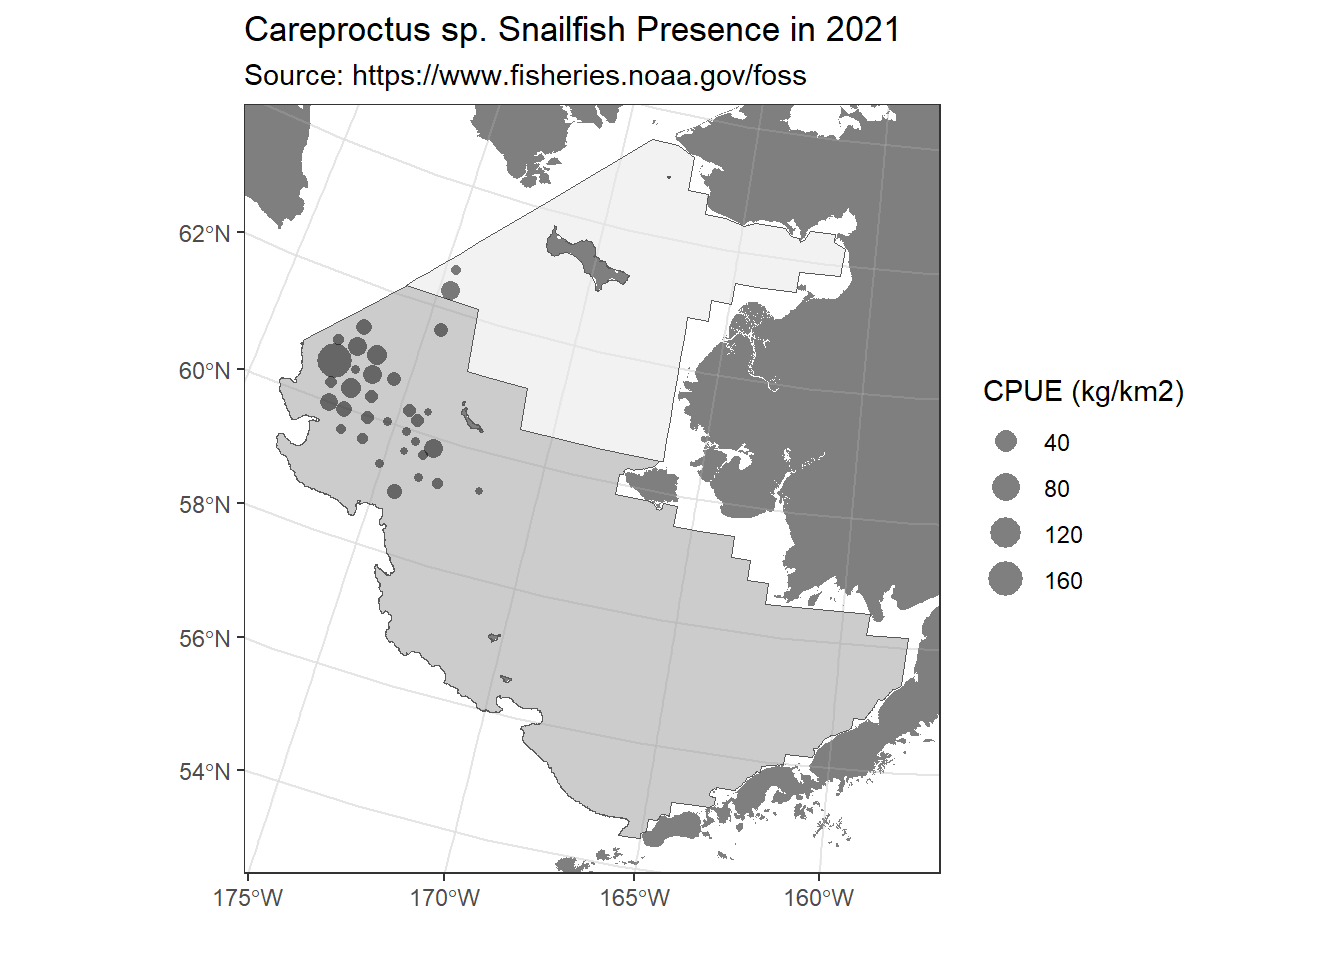 Careproctus sp. Snailfish Presence in 2021
Source: https://www.fisheries.noaa.gov/foss
62°N
60°N
58°N
56°N
54°N
175°W
170°W
165°W
160°W
CPUE (kg/km2)
40
80
120
160